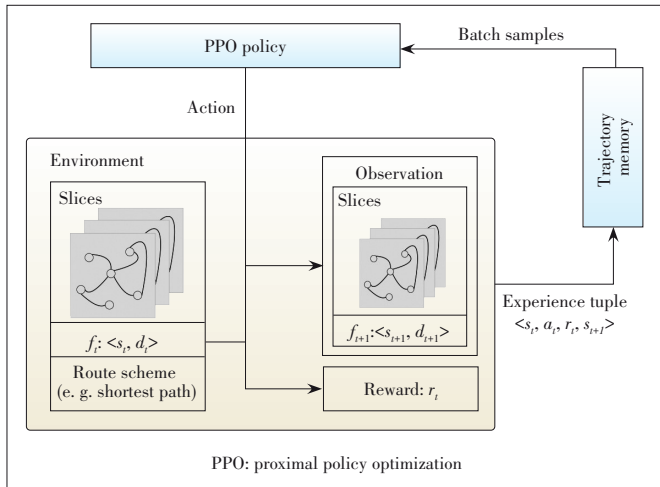 PPO policy
Batch samples
Action
Trajectory
memory
Environment
Slices
f_t: <s_t, d_t>
Route scheme
(e. g. shortest path)
Observation
Slices
f_{t+1}:<s_{t+1}, d_{t+1}>
Reward: r_t
Experience tuple
<s_t, a_t, r_t, s_{t+1}>
PPO: proximal policy optimization